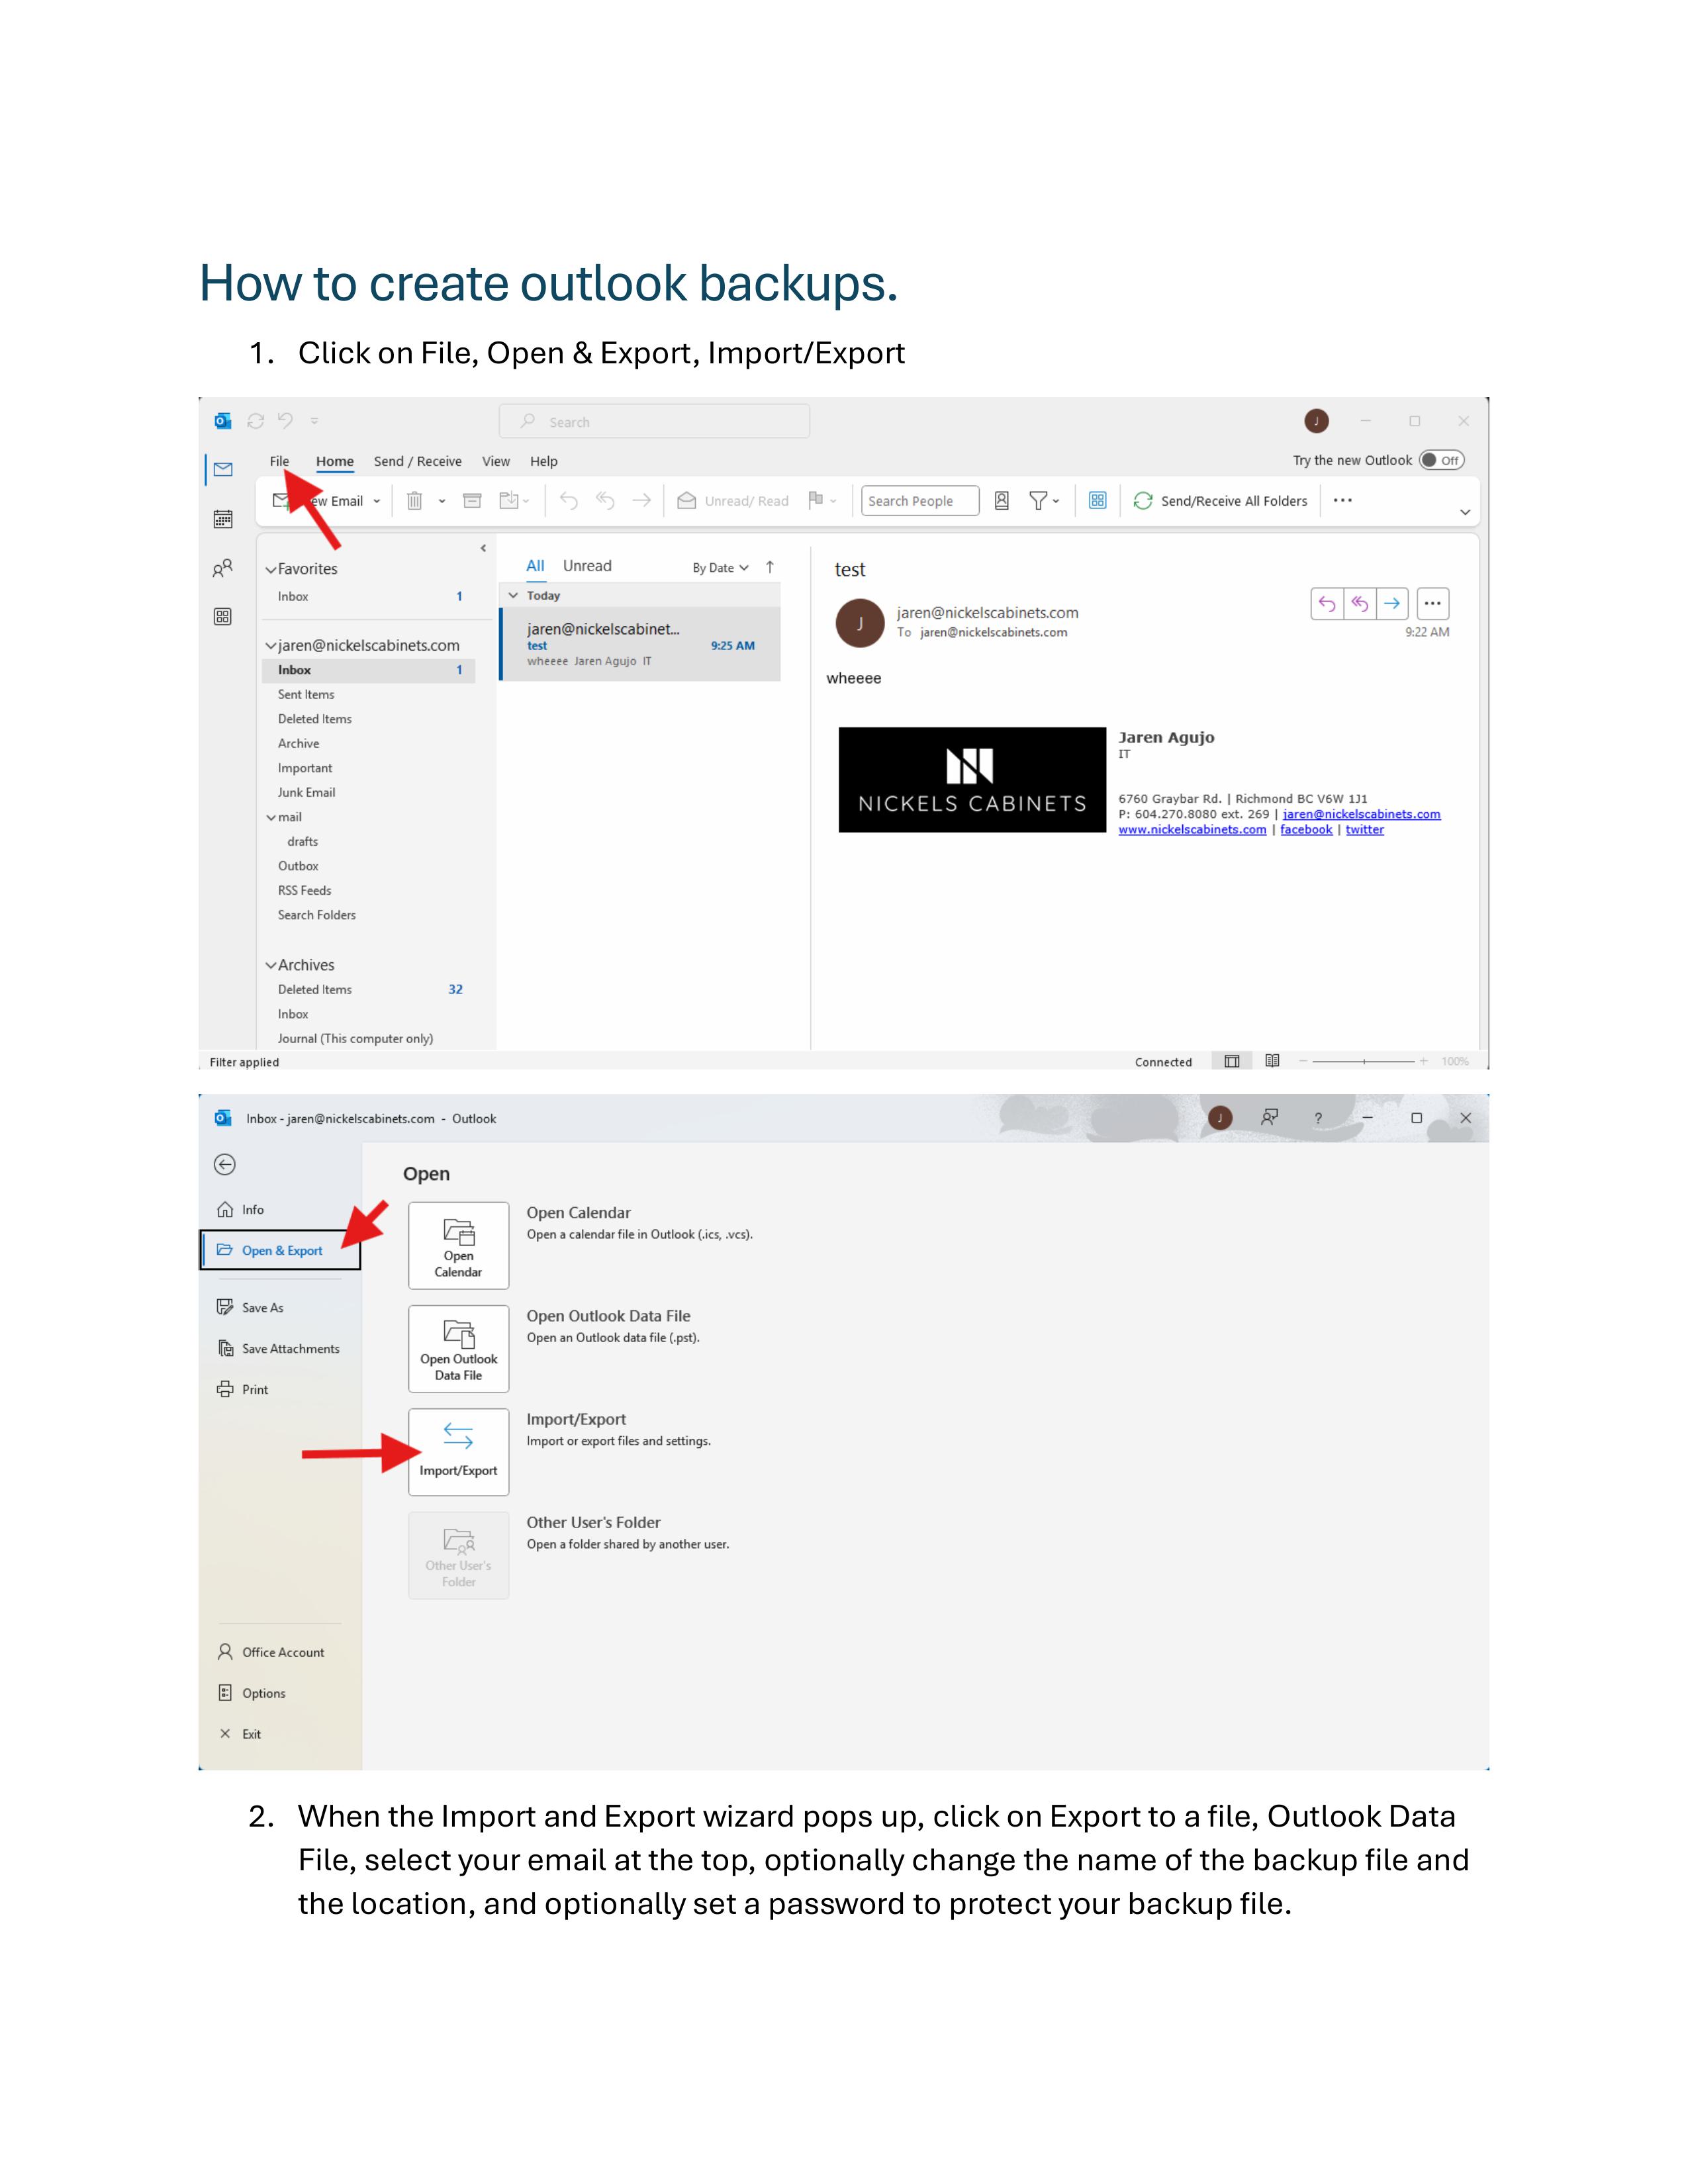 How to create outlook backups.
1. Click on File, Open & Export, Import/Export
Search
J
File Home Send / Receive View Help
Try the new Outlook Off
ew Email
Unread/ Read
Search People
Send/Receive All Folders
Favorites
Inbox 1
jaren@nickelscabinets.com
Inbox 1
Sent Items
Deleted Items
Archive
Important
Junk Email
mail
drafts
Outbox
RSS Feeds
Search Folders
Archives
Deleted Items 32
Inbox
Journal (This computer only)
All Unread By Date
Today
jaren@nickelscabinet...
test 9:25 AM
wheeee Jaren Agujo IT
test
J
jaren@nickelscabinets.com
To jaren@nickelscabinets.com
9:22 AM
wheeee
NICKELS CABINETS
Jaren Agujo
IT
6760 Graybar Rd. | Richmond BC V6W 1J1
P: 604.270.8080 ext. 269 | jaren@nickelscabinets.com
www.nickelscabinets.com | facebook | twitter
Filter applied
Connected
100%
Inbox - jaren@nickelscabinets.com - Outlook
J
?
Info
Open & Export
Save As
Save Attachments
Print
Office Account
Options
Exit
Open
Open
Calendar
Open Calendar
Open a calendar file in Outlook (.ics, .vcs).
Open Outlook
Data File
Open Outlook Data File
Open an Outlook data file (.pst).
Import/Export
Import/Export
Import or export files and settings.
Other User's
Folder
Other User's Folder
Open a folder shared by another user.
2. When the Import and Export wizard pops up, click on Export to a file, Outlook Data
File, select your email at the top, optionally change the name of the backup file and
the location, and optionally set a password to protect your backup file.